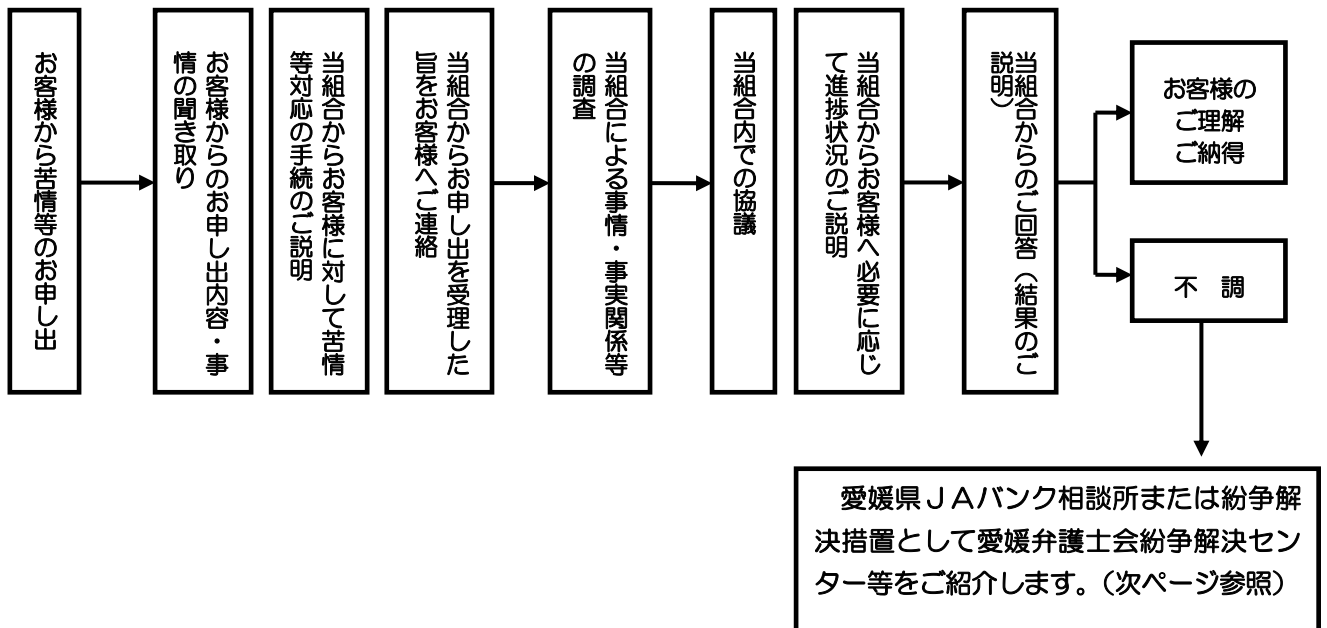 お客様から苦情等のお申し出
お客様からのお申し出内容・事
情の聞き取り
当組合からお客様に対して苦情
等対応の手続のご説明
当組合からお申し出を受理した
旨をお客様へご連絡
当組合による事情・事実関係等
の調査
当組合内での協議
当組合からお客様へ必要に応じ
て進捗状況のご説明
当組合からのご回答（結果のご
説明）
お客様の
ご理解
ご納得
不　調
愛媛県ＪＡバンク相談所または紛争解
決措置として愛媛弁護士会紛争解決セン
ター等をご紹介します。（次ページ参照）